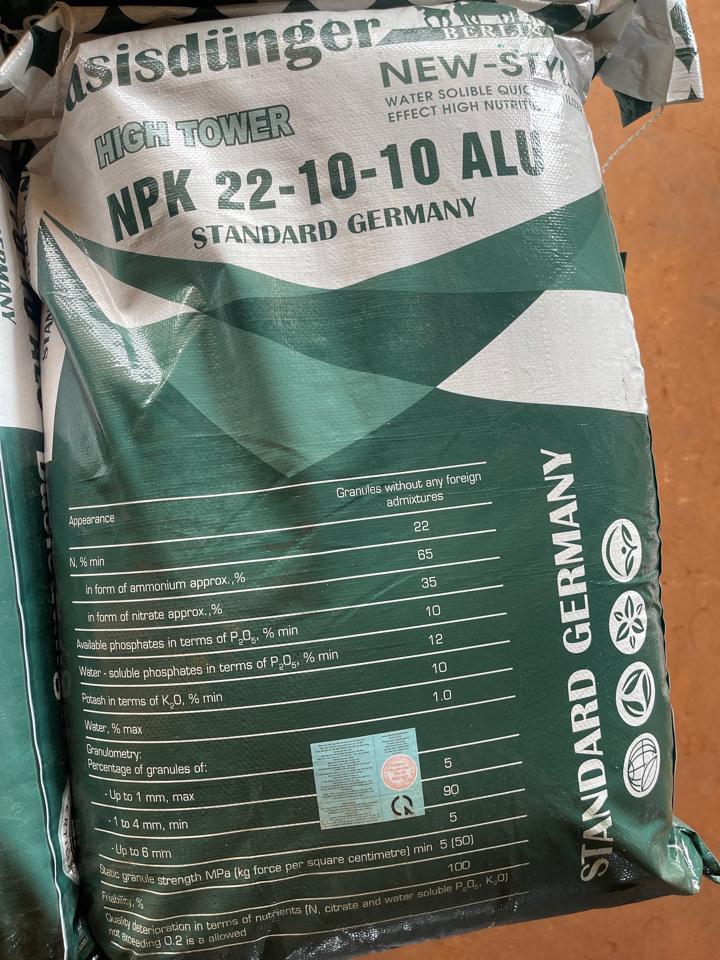 asisdünger
BERLIN
NEW-STY
WATER SOLIBLE QUIC
EFFECT HIGH NUTRIT
HIGH TOWER
NPK 22-10-10 ALU
STANDARD GERMANY
Appearance Granules without any foreign admixtures
N, % min 22
in form of ammonium approx.,% 65
in form of nitrate approx.,% 35
Available phosphates in terms of P₂O₅, % min 10
Water - soluble phosphates in terms of P₂O₅, % min 12
Potash in terms of K₂O, % min 10
Water, % max 1.0
Granulometry:
Percentage of granules of:
- Up to 1 mm, max 5
- 1 to 4 mm, min 90
- Up to 6 mm 5
Static granule strength MPa (kg force per square centimetre) min 5 (50)
Friability, % 100
Quality deterioration in terms of nutrients (N, citrate and water soluble P₂O₅, K₂O)
not exceeding 0.2 is a allowed
STANDARD GERMANY
GERMANY